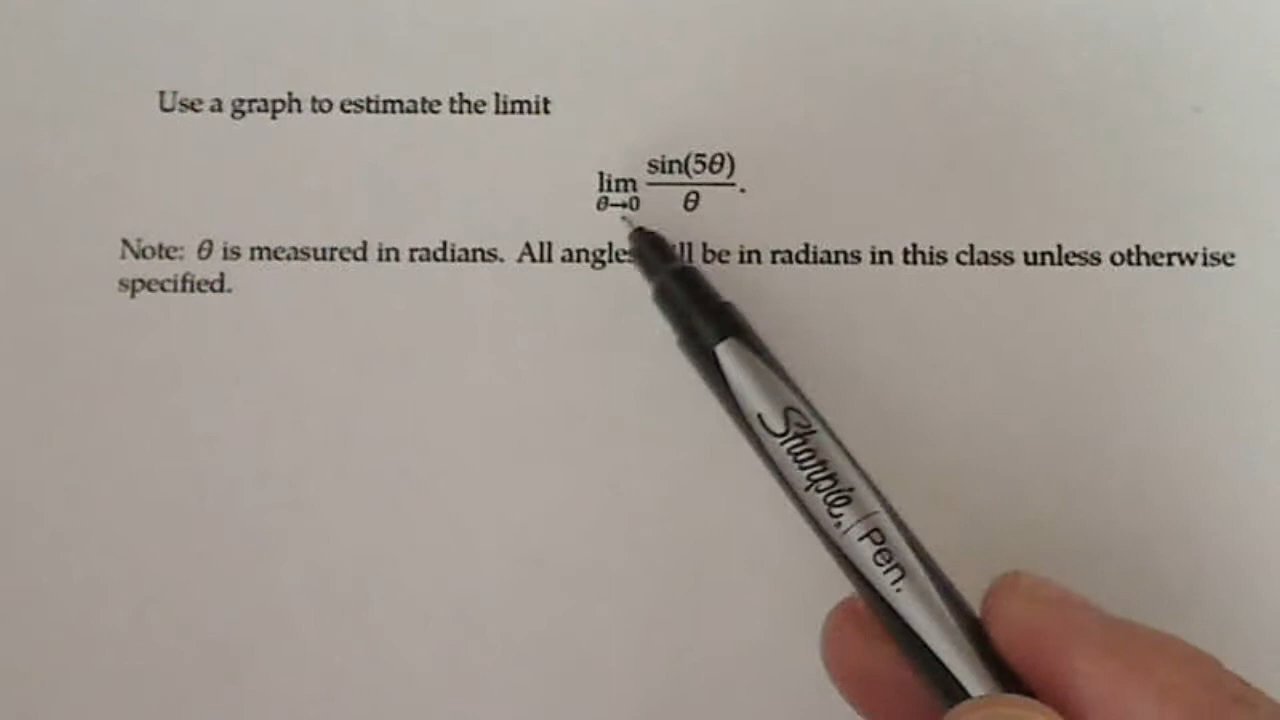 Use a graph to estimate the limit
lim θ→0 sin(5θ)/θ.
Note: θ is measured in radians. All angles ll be in radians in this class unless otherwise
specified.
Sharpie. | Pen.